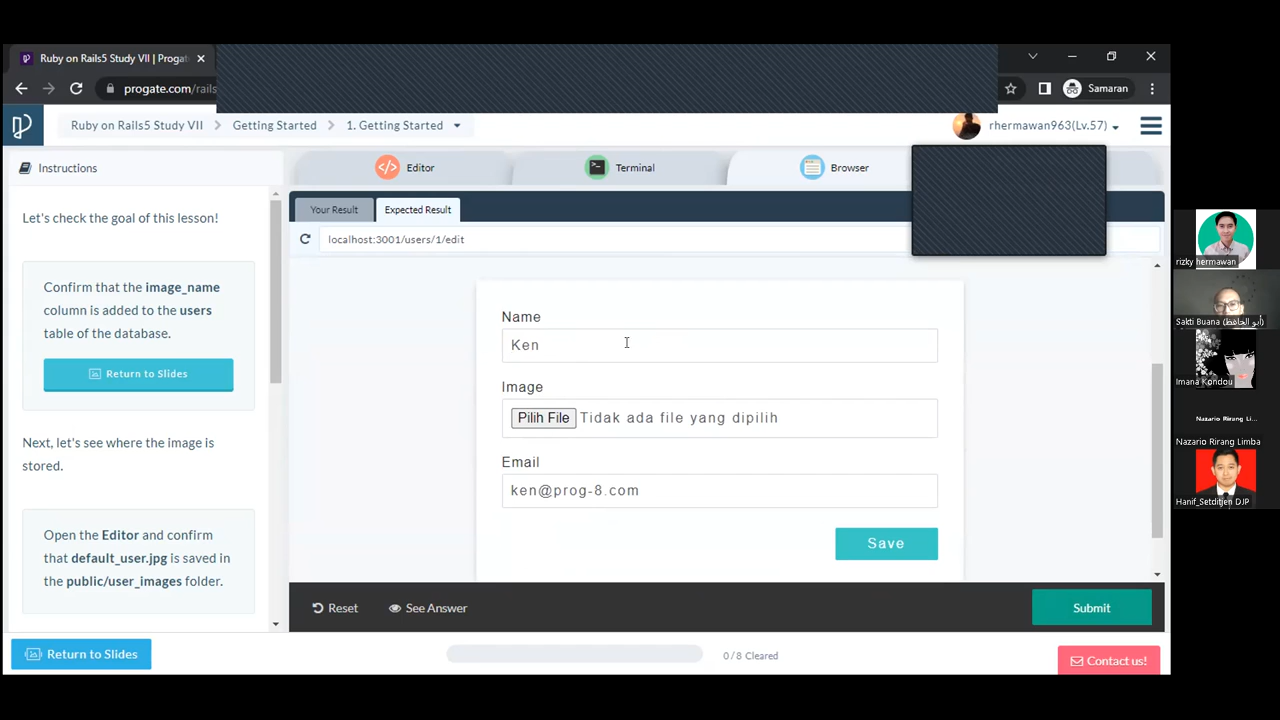 Ruby on Rails5 Study VII | Progat
progate.com/rails
Samaran
Ruby on Rails5 Study VII
Getting Started
1. Getting Started
rhermawan963(Lv.57)
Instructions
Editor
Terminal
Browser
Let's check the goal of this lesson!
Your Result
Expected Result
localhost:3001/users/1/edit
Confirm that the image_name
column is added to the users
table of the database.
Return to Slides
Next, let's see where the image is
stored.
Open the Editor and confirm
that default_user.jpg is saved in
the public/user_images folder.
Name
Ken
Image
Pilih File Tidak ada file yang dipilih
Email
ken@prog-8.com
Save
Reset
See Answer
Submit
Return to Slides
0/8 Cleared
Contact us!
rizky hermawan
Sakti Buana (أبو الحافظ)
Imana Kondou
Nazario Rirang Li...
Nazario Rirang Limba
Hanif_Setditjen DJP